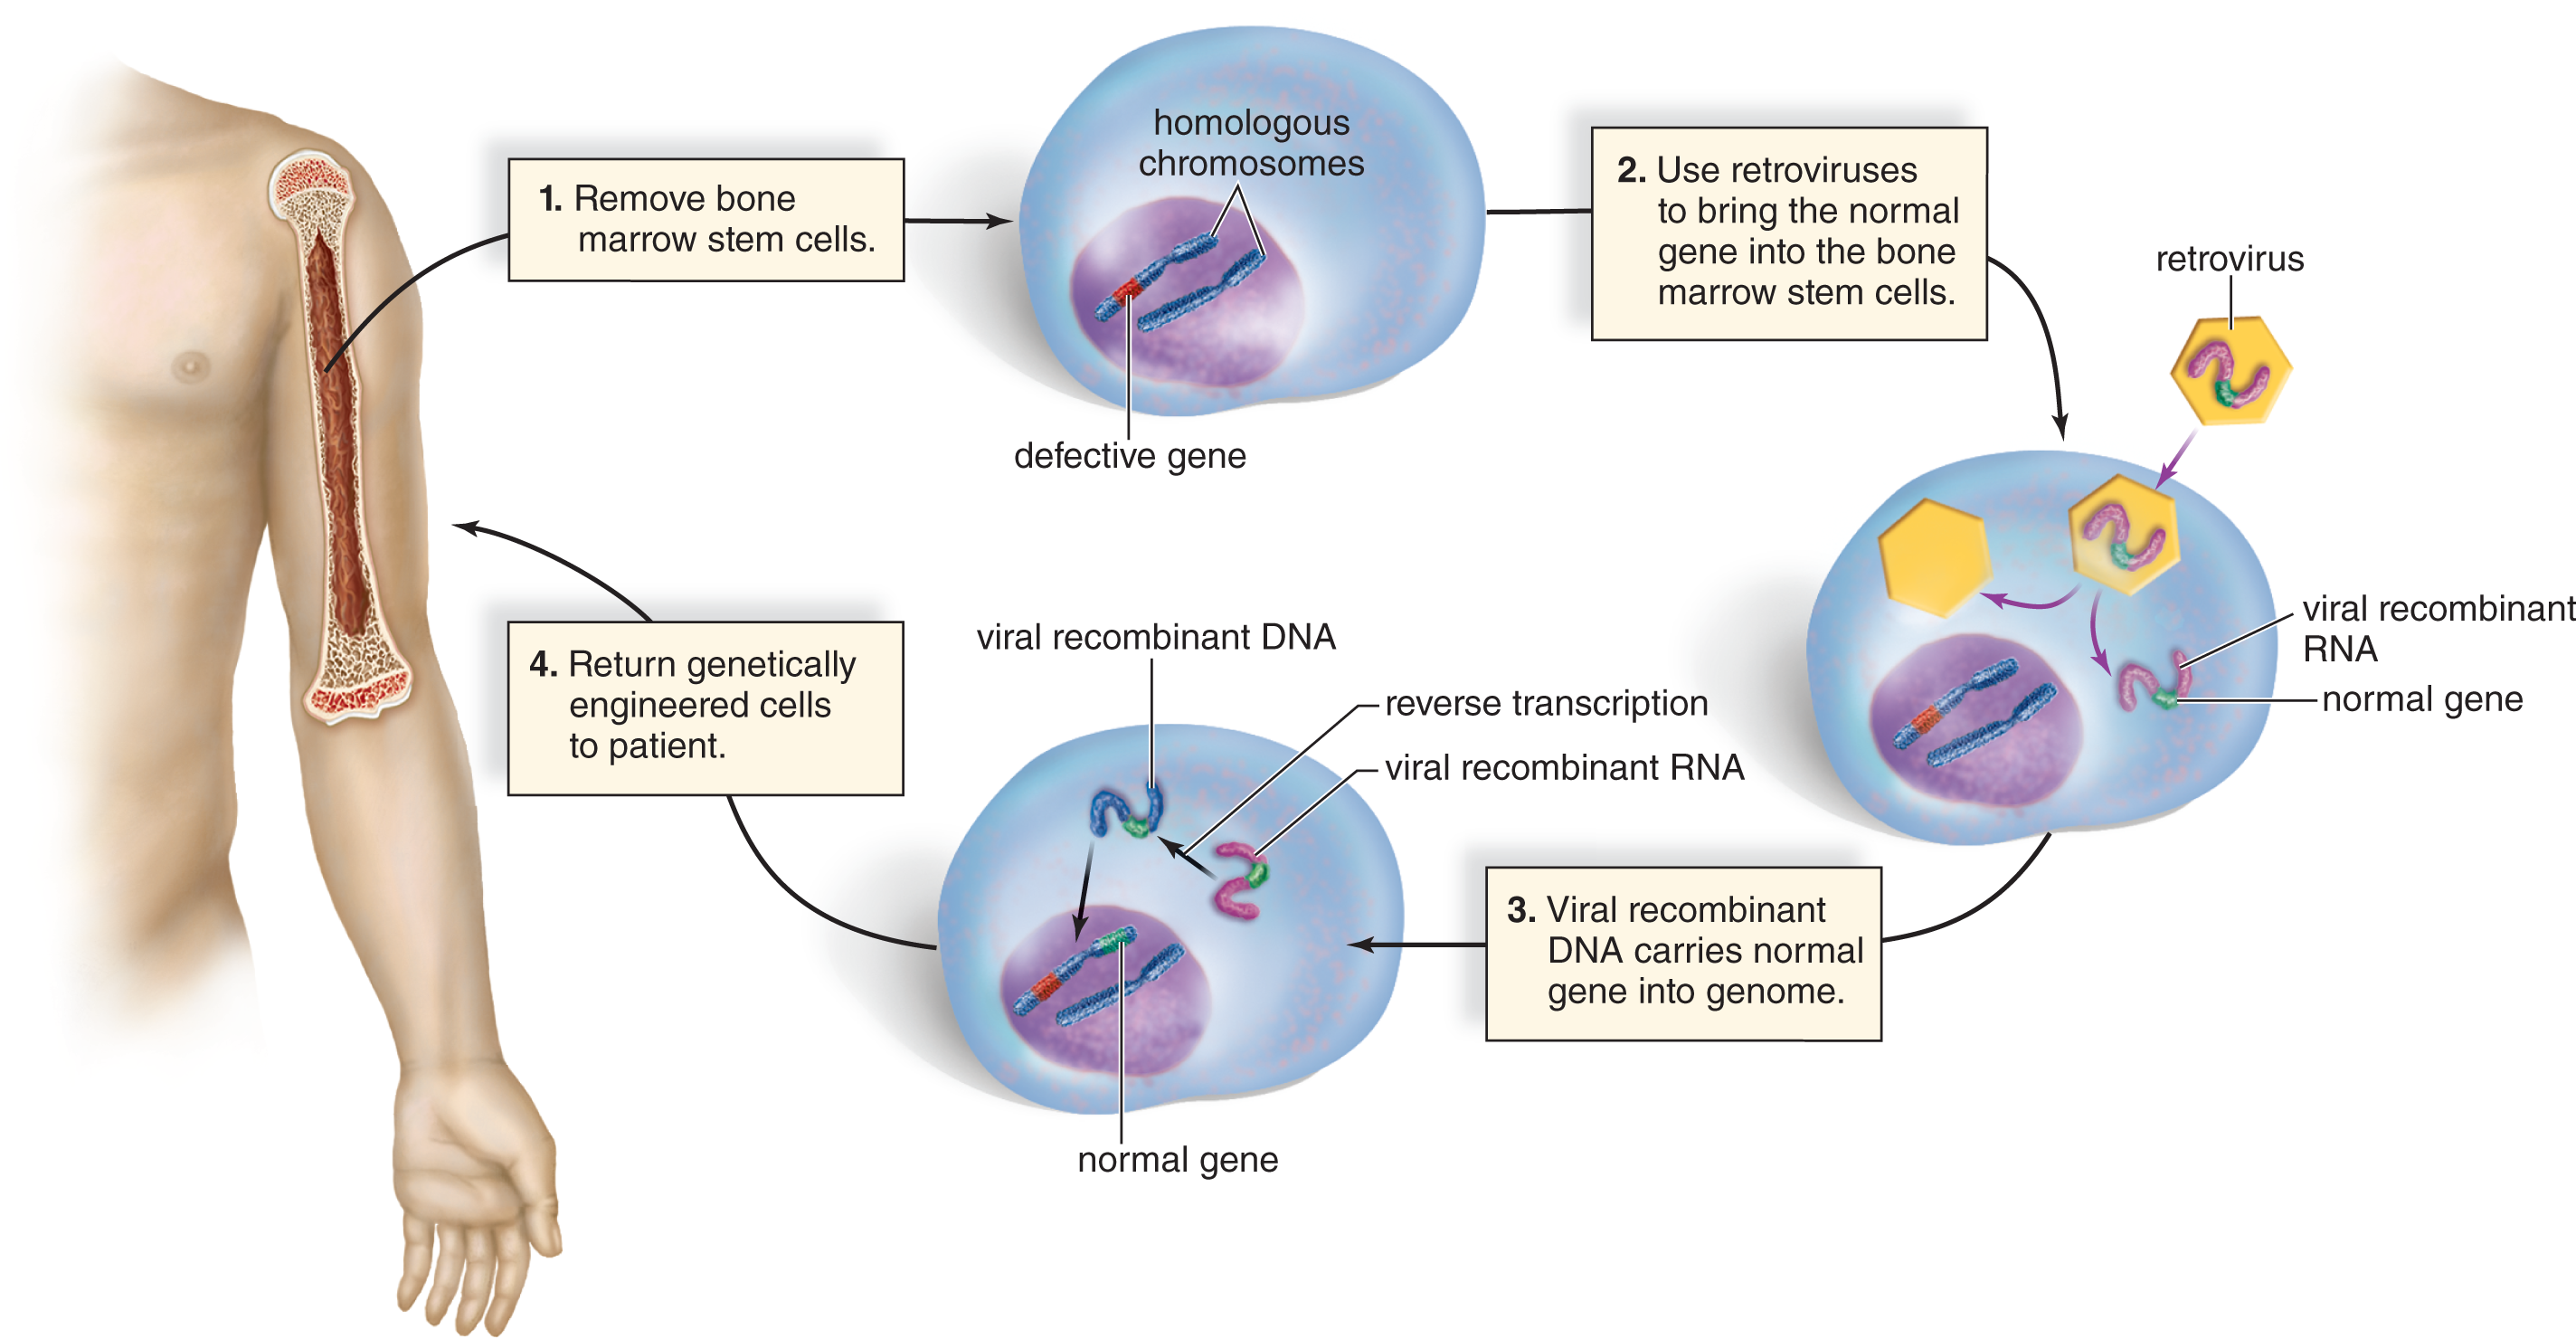 homologous
chromosomes
1. Remove bone
marrow stem cells.
defective gene
2. Use retroviruses
to bring the normal
gene into the bone
marrow stem cells.
retrovirus
viral recombinant
RNA
normal gene
3. Viral recombinant
DNA carries normal
gene into genome.
viral recombinant DNA
reverse transcription
viral recombinant RNA
normal gene
4. Return genetically
engineered cells
to patient.